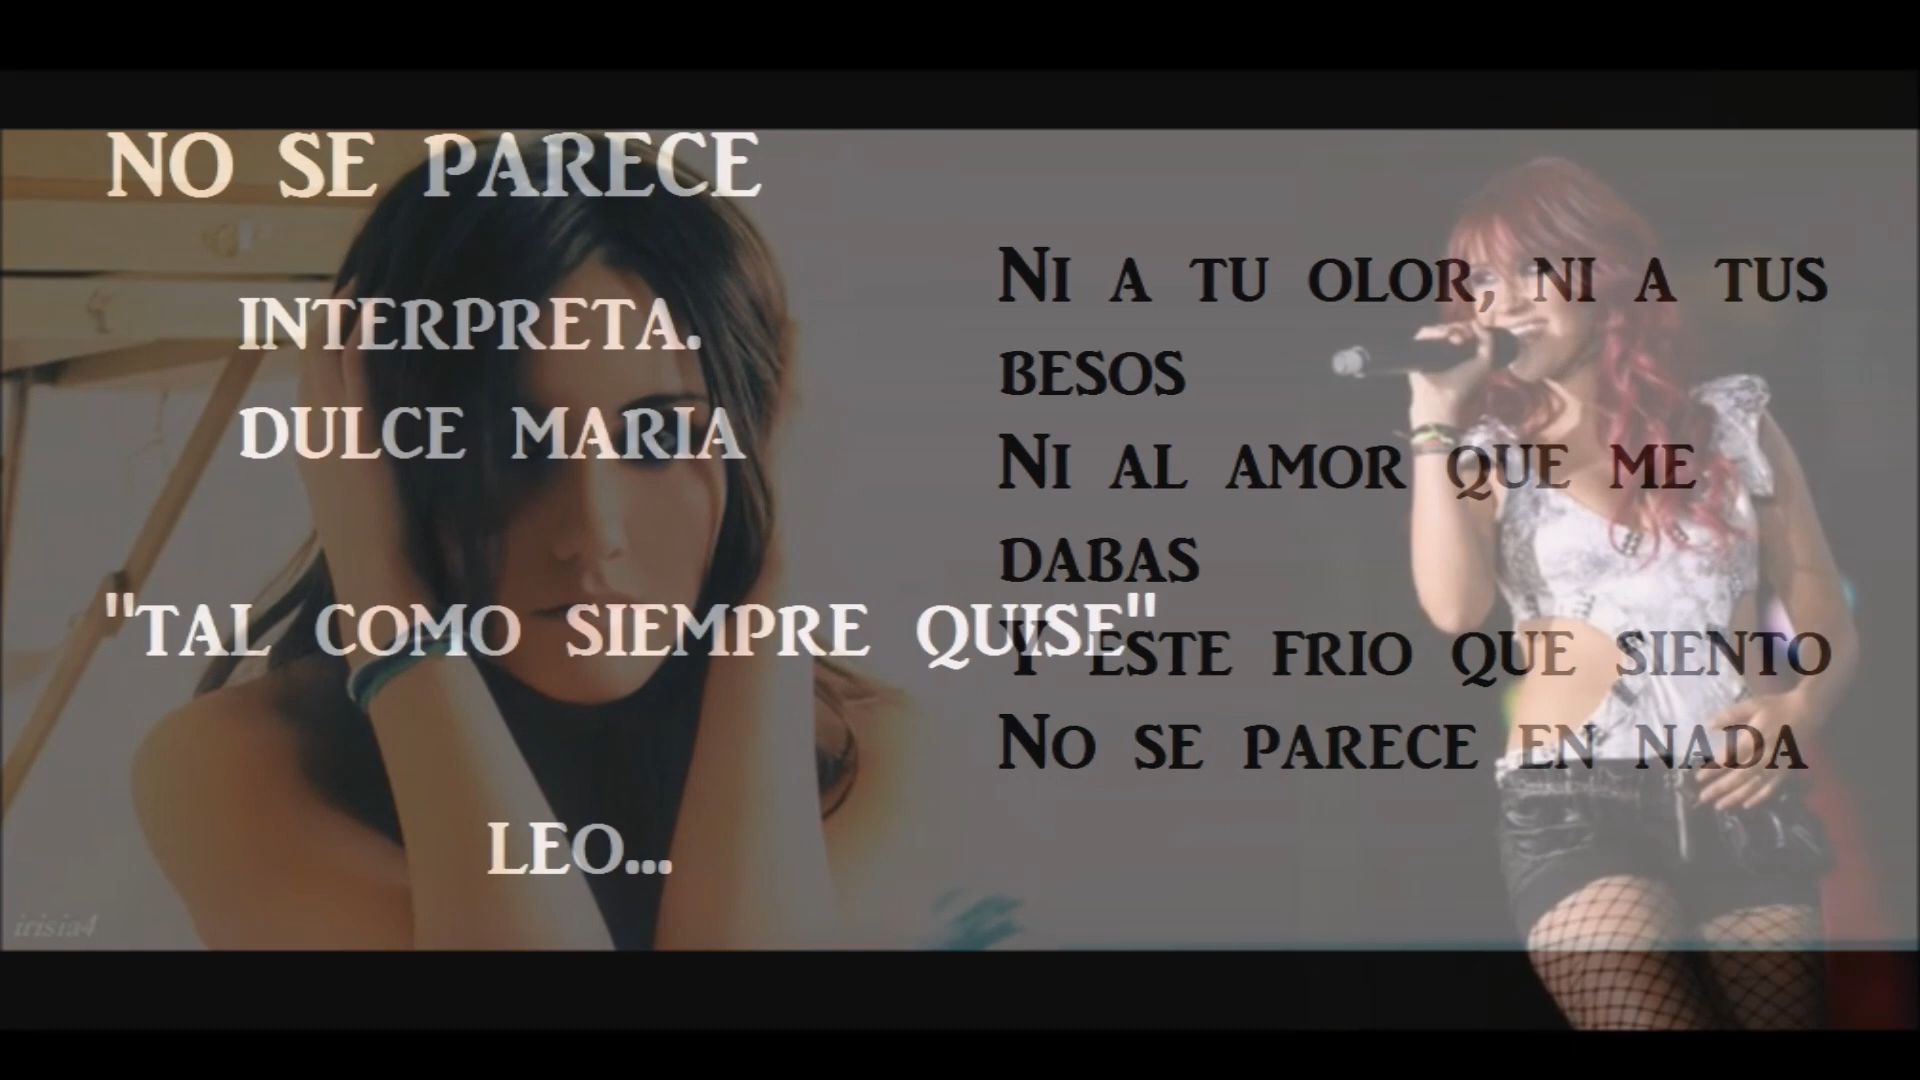 NO SE PARECE
INTERPRETA.
DULCE MARIA
"TAL COMO SIEMPRE QUISE"
LEO...
NI A TU OLOR, NI A TUS
BESOS
NI AL AMOR QUE ME
DABAS
Y ESTE FRIO QUE SIENTO
NO SE PARECE EN NADA
irisia4